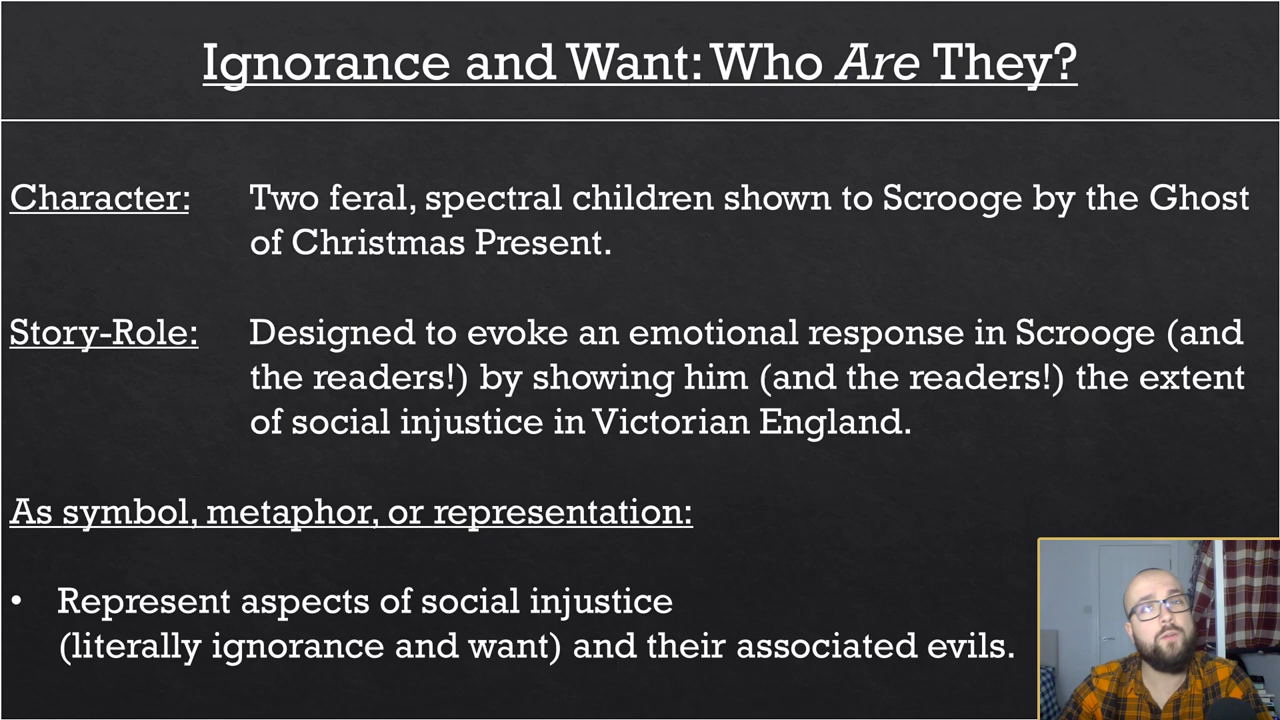 Ignorance and Want: Who Are They?
Character: Two feral, spectral children shown to Scrooge by the Ghost
of Christmas Present.
Story-Role: Designed to evoke an emotional response in Scrooge (and
the readers!) by showing him (and the readers!) the extent
of social injustice in Victorian England.
As symbol, metaphor, or representation:
• Represent aspects of social injustice
(literally ignorance and want) and their associated evils.